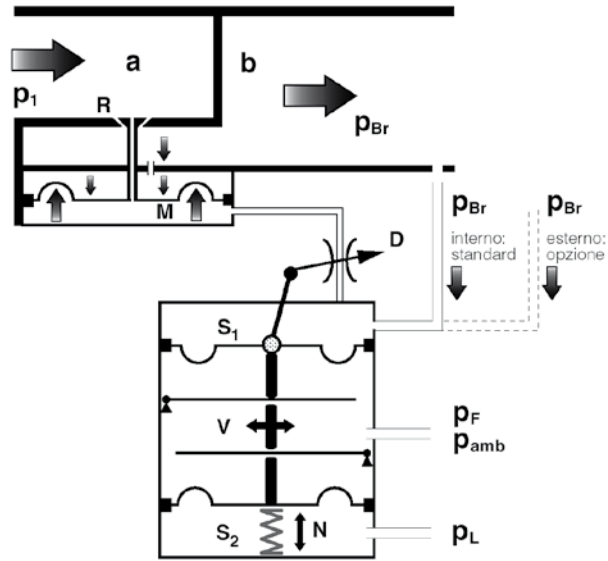 a
b
p1
R
pBr
M
D
pBr
pBr
interno:
standard
esterno:
opzione
S1
V
pF
pamb
S2
N
pL